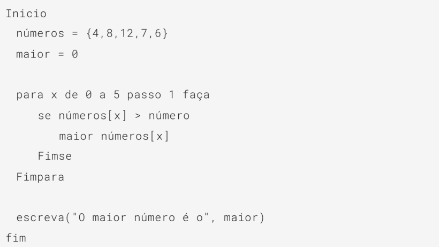 Inicio
números = {4,8,12,7,6}
maior = 0
para x de 0 a 5 passo 1 faça
se números[x] > número
maior números[x]
Fimse
Fimpara
escreva("O maior número é o", maior)
fim